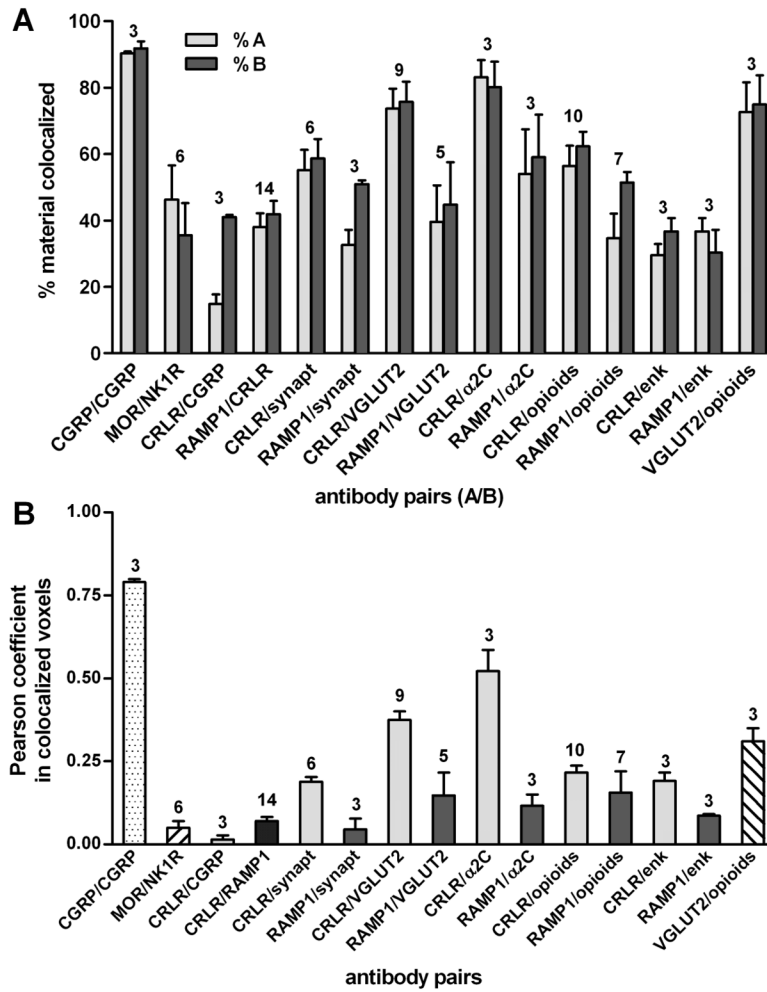 A
% material colocalized
100
80
60
40
20
0
% A
% B
3
6
3
14
6
3
9
5
3
3
10
7
3
3
3
CGRP/CGRP
MOR/NK1R
CRLR/CGRP
RAMP1/CRLR
CRLR/synapt
RAMP1/synapt
CRLR/VGLUT2
RAMP1/VGLUT2
CRLR/α2C
RAMP1/α2C
CRLR/opioids
RAMP1/opioids
CRLR/enk
RAMP1/enk
VGLUT2/opioids
antibody pairs (A/B)
B
Pearson coefficient
in colocalized voxels
1.00
0.75
0.50
0.25
0.00
3
6
3
14
6
3
9
5
3
3
10
7
3
3
3
CGRP/CGRP
MOR/NK1R
CRLR/CGRP
CRLR/RAMP1
CRLR/synapt
RAMP1/synapt
CRLR/VGLUT2
RAMP1/VGLUT2
CRLR/α2C
RAMP1/α2C
CRLR/opioids
RAMP1/opioids
CRLR/enk
RAMP1/enk
VGLUT2/opioids
antibody pairs